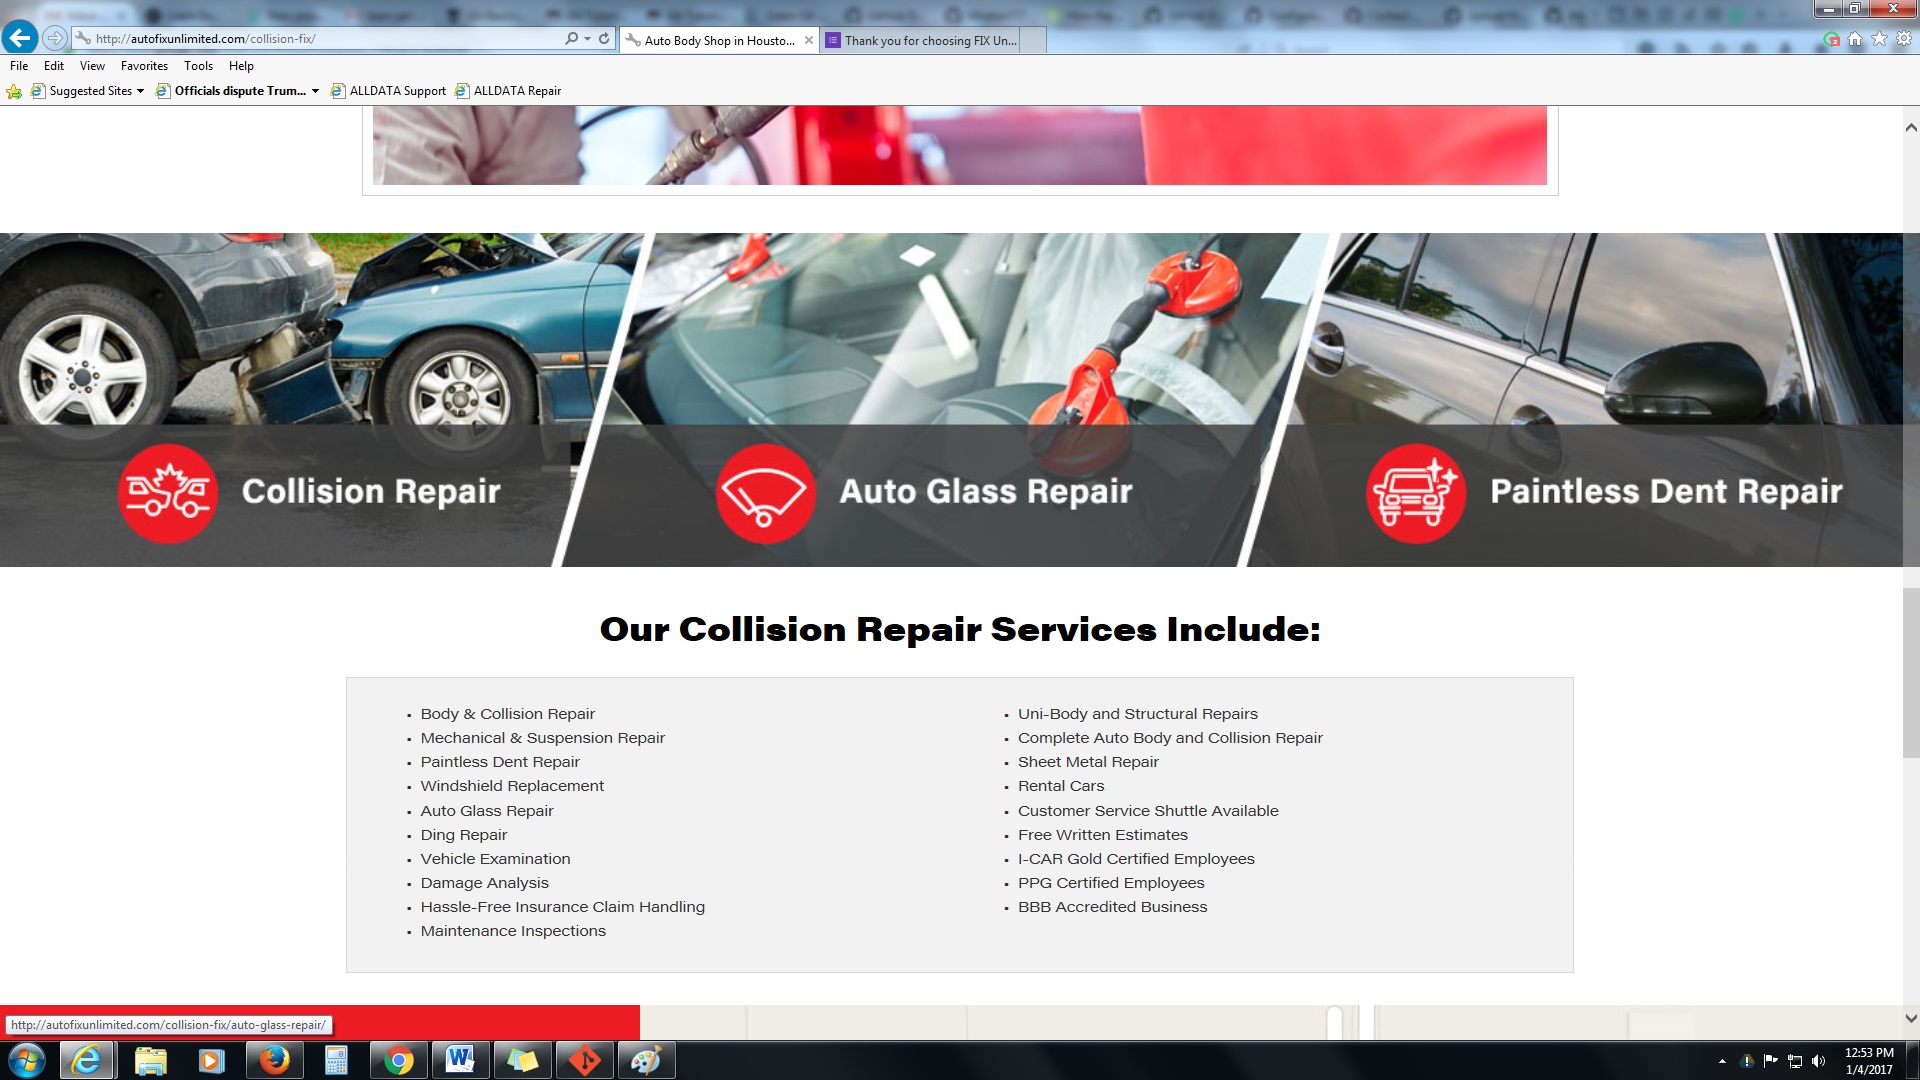 http://autofixunlimited.com/collision-fix/
Auto Body Shop in Housto...
Thank you for choosing FIX Un...
File Edit View Favorites Tools Help
Suggested Sites
Officials dispute Trum...
ALLDATA Support
ALLDATA Repair
Collision Repair
Auto Glass Repair
Paintless Dent Repair
Our Collision Repair Services Include:
Body & Collision Repair
Mechanical & Suspension Repair
Paintless Dent Repair
Windshield Replacement
Auto Glass Repair
Ding Repair
Vehicle Examination
Damage Analysis
Hassle-Free Insurance Claim Handling
Maintenance Inspections
Uni-Body and Structural Repairs
Complete Auto Body and Collision Repair
Sheet Metal Repair
Rental Cars
Customer Service Shuttle Available
Free Written Estimates
I-CAR Gold Certified Employees
PPG Certified Employees
BBB Accredited Business
http://autofixunlimited.com/collision-fix/auto-glass-repair/
12:53 PM
1/4/2017